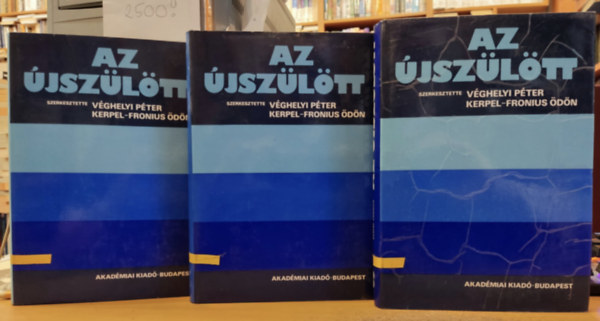 2500.-
AZ
ÚJSZÜLÖTT
SZERKESZTETTE VÉGHELYI PÉTER
KERPEL-FRONIUS ÖDÖN
AKADÉMIAI KIADÓ · BUDAPEST
AZ
ÚJSZÜLÖTT
SZERKESZTETTE VÉGHELYI PÉTER
KERPEL-FRONIUS ÖDÖN
AKADÉMIAI KIADÓ · BUDAPEST
AZ
ÚJSZÜLÖTT
SZERKESZTETTE VÉGHELYI PÉTER
KERPEL-FRONIUS ÖDÖN
AKADÉMIAI KIADÓ · BUDAPEST